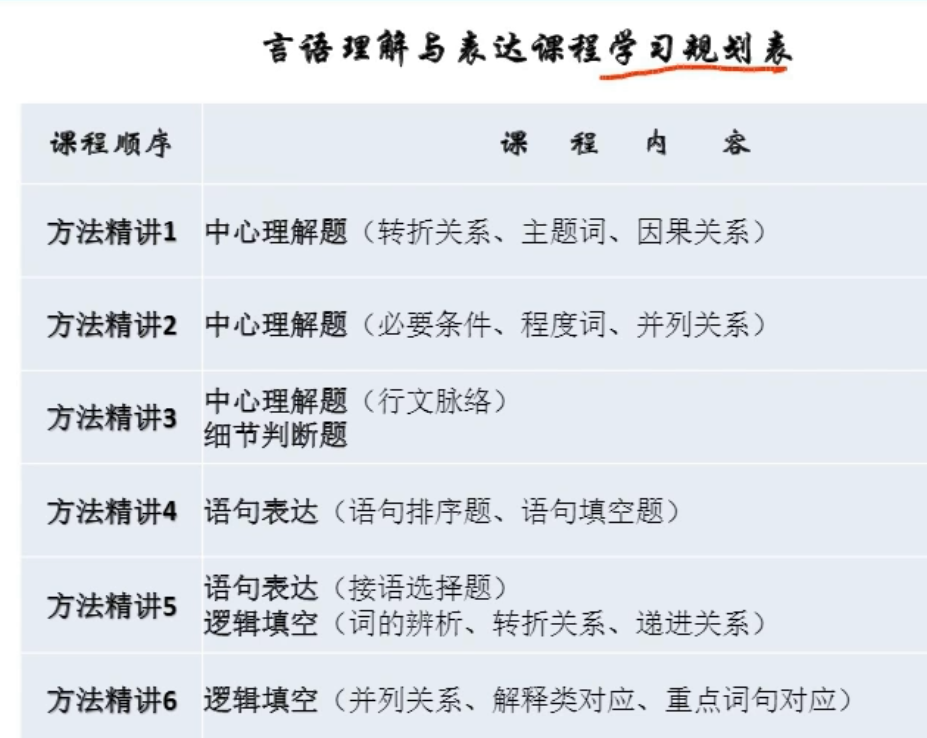 言语理解与表达课程学习规划表
课程顺序 课 程 内 容
方法精讲1 中心理解题（转折关系、主题词、因果关系）
方法精讲2 中心理解题（必要条件、程度词、并列关系）
方法精讲3 中心理解题（行文脉络）
细节判断题
方法精讲4 语句表达（语句排序题、语句填空题）
方法精讲5 语句表达（接语选择题）
逻辑填空（词的辨析、转折关系、递进关系）
方法精讲6 逻辑填空（并列关系、解释类对应、重点词句对应）